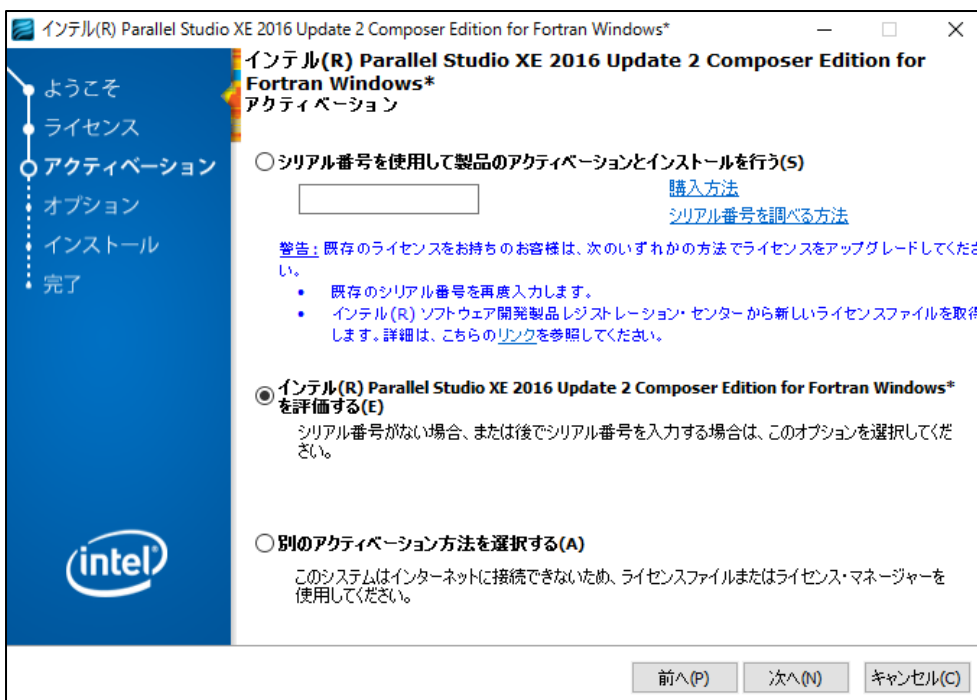 インテル(R) Parallel Studio XE 2016 Update 2 Composer Edition for Fortran Windows*
ようこそ
ライセンス
アクティベーション
オプション
インストール
完了
intel
インテル(R) Parallel Studio XE 2016 Update 2 Composer Edition for
Fortran Windows*
アクティベーション
シリアル番号を使用して製品のアクティベーションとインストールを行う(S)
購入方法
シリアル番号を調べる方法
警告: 既存のライセンスをお持ちのお客様は、次のいずれかの方法でライセンスをアップグレードしてくださ
い。
• 既存のシリアル番号を再度入力します。
• インテル(R) ソフトウェア開発製品レジストレーション・センターから新しいライセンスファイルを取得
します。詳細は、こちらのリンクを参照してください。
インテル(R) Parallel Studio XE 2016 Update 2 Composer Edition for Fortran Windows*
を評価する(E)
シリアル番号がない場合、または後でシリアル番号を入力する場合は、このオプションを選択してくだ
さい。
別のアクティベーション方法を選択する(A)
このシステムはインターネットに接続できないため、ライセンスファイルまたはライセンス・マネージャーを
使用してください。
前へ(P)
次へ(N)
キャンセル(C)